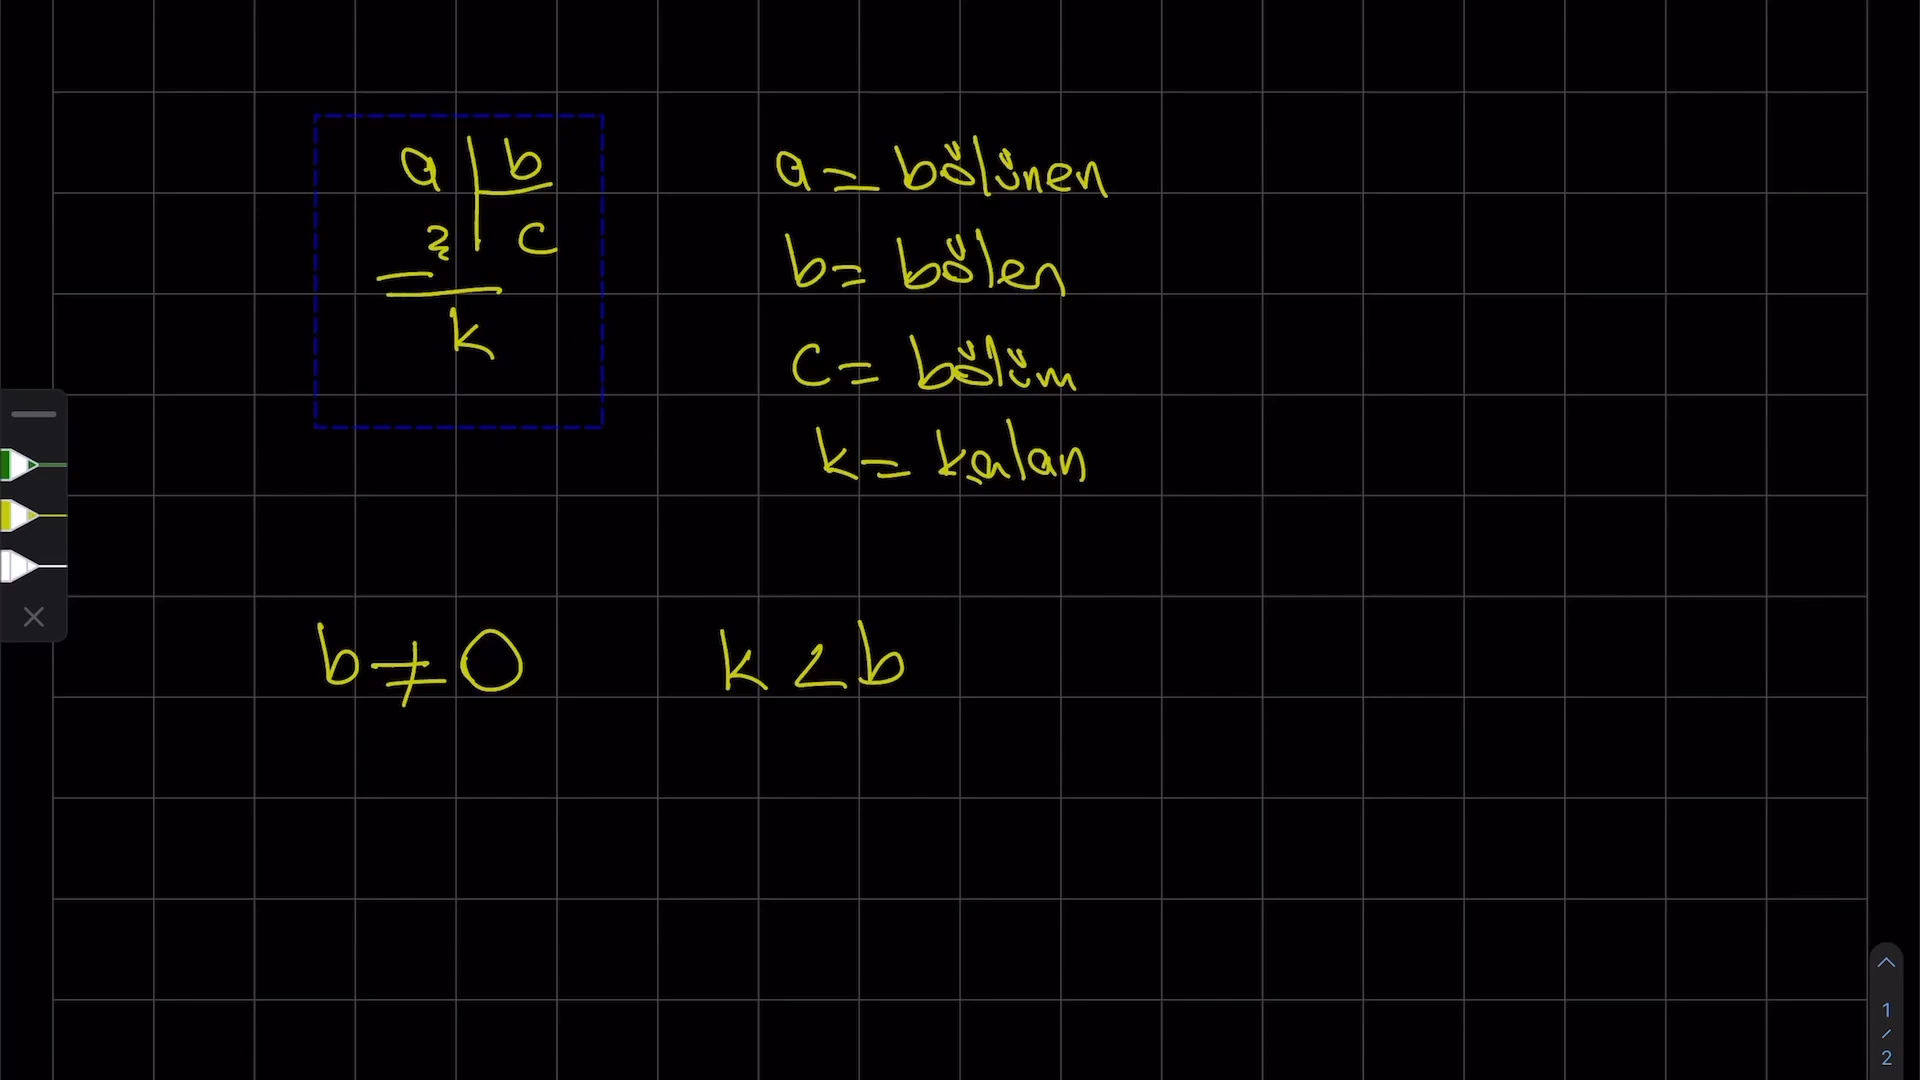 a | b
c
k
a = bölünen
b = bölen
c = bölüm
k = kalan
b ≠ 0
k < b
1
/
2